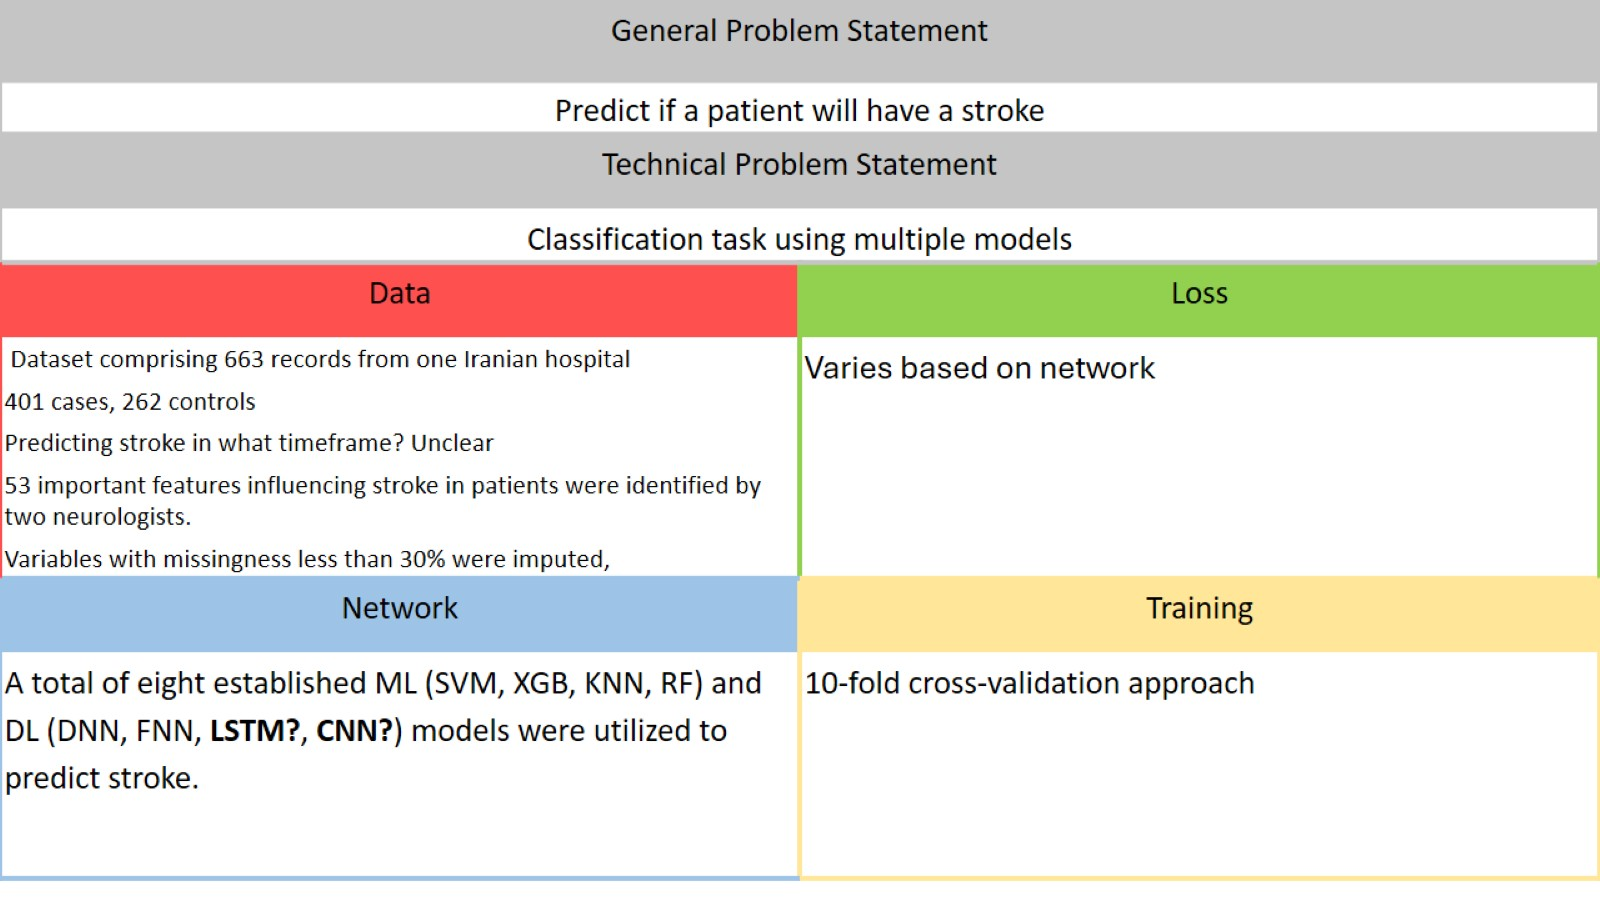 General Problem Statement
Predict if a patient will have a stroke
Technical Problem Statement
Classification task using multiple models
Data
Dataset comprising 663 records from one Iranian hospital
401 cases, 262 controls
Predicting stroke in what timeframe? Unclear
53 important features influencing stroke in patients were identified by
two neurologists.
Variables with missingness less than 30% were imputed,
Loss
Varies based on network
Network
A total of eight established ML (SVM, XGB, KNN, RF) and
DL (DNN, FNN, LSTM?, CNN?) models were utilized to
predict stroke.
Training
10-fold cross-validation approach